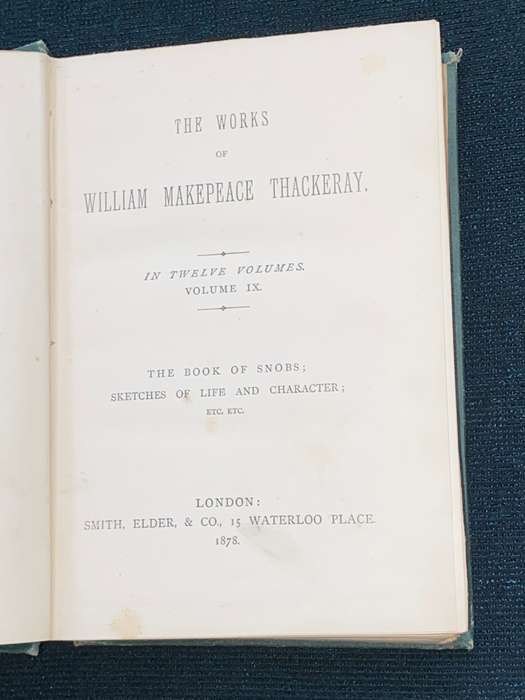 THE WORKS
OF
WILLIAM MAKEPEACE THACKERAY.
IN TWELVE VOLUMES.
VOLUME IX.
THE BOOK OF SNOBS;
SKETCHES OF LIFE AND CHARACTER;
ETC. ETC.
LONDON:
SMITH, ELDER, & CO., 15 WATERLOO PLACE.
1878.